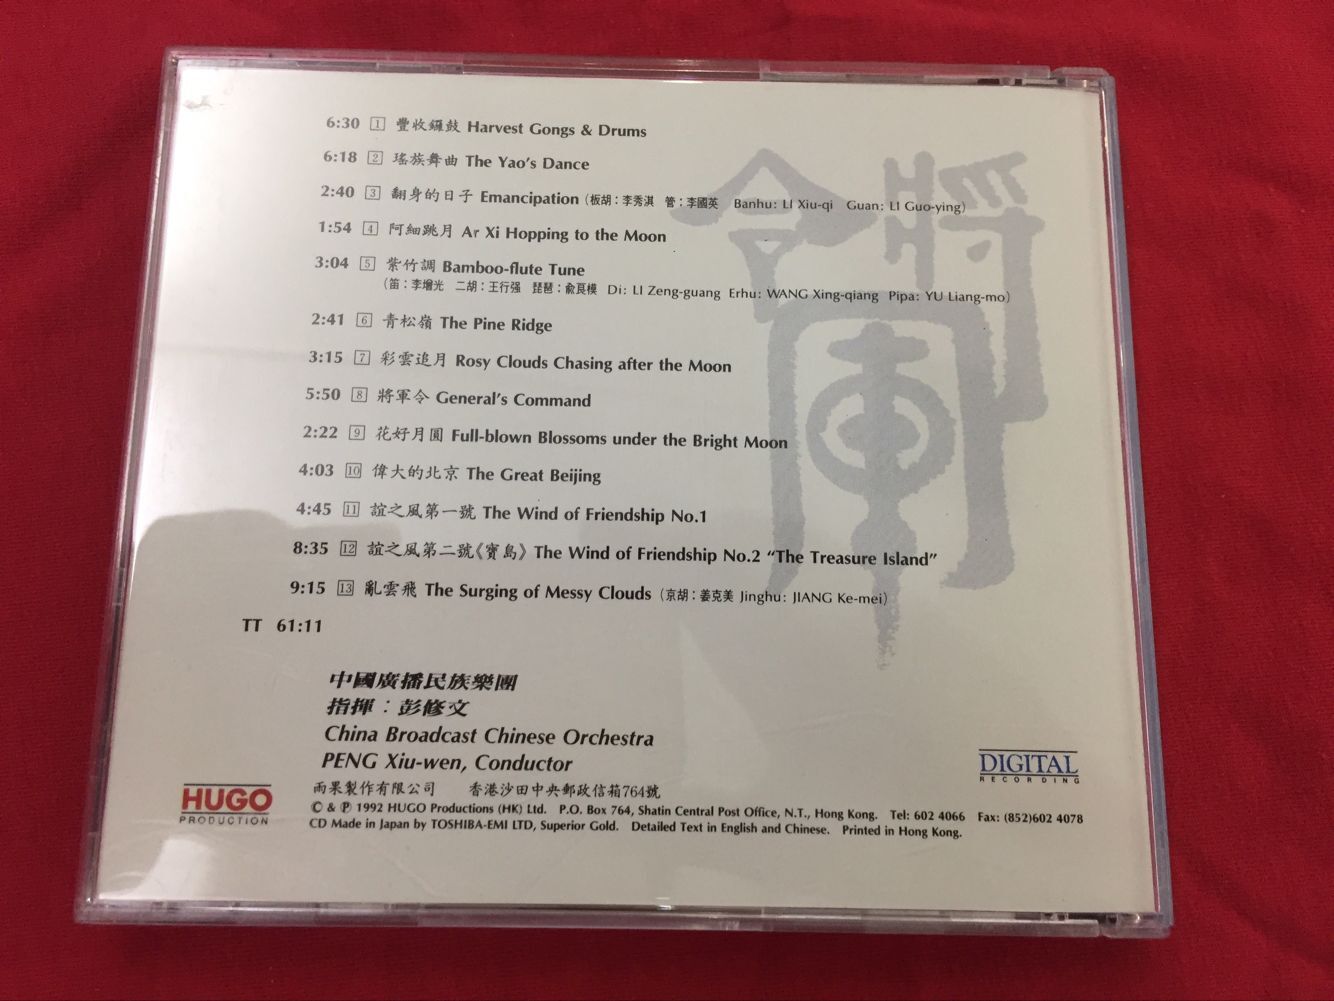 6:30 1 豐收鑼鼓 Harvest Gongs & Drums
6:18 2 瑤族舞曲 The Yao's Dance
2:40 3 翻身的日子 Emancipation (板胡:李秀淇 管:李國英 Banhu: LI Xiu-qi Guan: LI Guo-ying)
1:54 4 阿細跳月 Ar Xi Hopping to the Moon
3:04 5 紫竹調 Bamboo-flute Tune
(笛:李增光 二胡:王行强 琵琶:兪良模 Di: LI Zeng-guang Erhu: WANG Xing-qiang Pipa: YU Liang-mo)
2:41 6 青松嶺 The Pine Ridge
3:15 7 彩雲追月 Rosy Clouds Chasing after the Moon
5:50 8 將軍令 General's Command
2:22 9 花好月圓 Full-blown Blossoms under the Bright Moon
4:03 10 偉大的北京 The Great Beijing
4:45 11 誼之風第一號 The Wind of Friendship No.1
8:35 12 誼之風第二號《寶島》 The Wind of Friendship No.2 "The Treasure Island"
9:15 13 亂雲飛 The Surging of Messy Clouds (京胡:姜克美 Jinghu: JIANG Ke-mei)
TT 61:11
將軍令
中國廣播民族樂團
指揮:彭修文
China Broadcast Chinese Orchestra
PENG Xiu-wen, Conductor
DIGITAL
RECORDING
HUGO
PRODUCTION
雨果製作有限公司 香港沙田中央郵政信箱764號
© & ℗ 1992 HUGO Productions (HK) Ltd. P.O. Box 764, Shatin Central Post Office, N.T., Hong Kong. Tel: 602 4066 Fax: (852)602 4078
CD Made in Japan by TOSHIBA-EMI LTD, Superior Gold. Detailed Text in English and Chinese. Printed in Hong Kong.